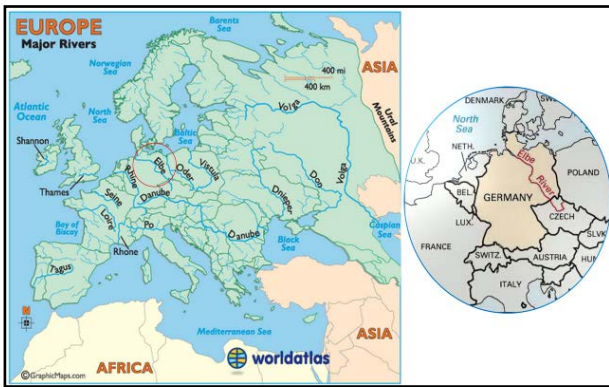 EUROPE
Major Rivers
Barents
Sea
Norwegian
Sea
ASIA
400 mi
400 km
Atlantic
Ocean
North
Sea
Baltic
Sea
Volga
Ural
Mountains
Shannon
Thames
Rhine
Elbe
Oder
Vistula
Seine
Loire
Danube
Dnieper
Don
Volga
Bay of
Biscay
Po
Rhone
Danube
Black
Sea
Caspian
Sea
Tagus
N
Mediterranean Sea
ASIA
AFRICA
worldatlas
©GraphicMaps.com
DENMARK
SWE
North
Sea
U.K.
NETH.
Elbe
River
POLAND
BEL.
GERMANY
LUX.
CZECH
SLVK
FRANCE
SWITZ.
AUSTRIA
HUN
ITALY